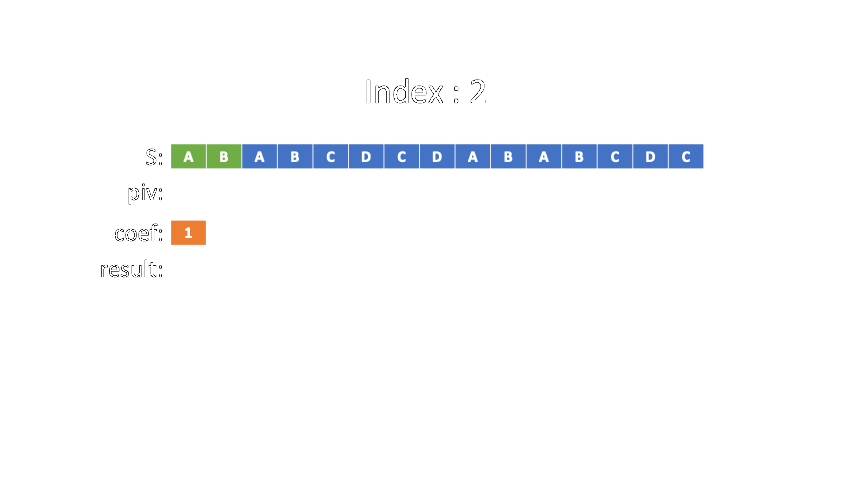 Index : 2
S: A B A B C D C D A B A B C D C
piv:
coef: 1
result: